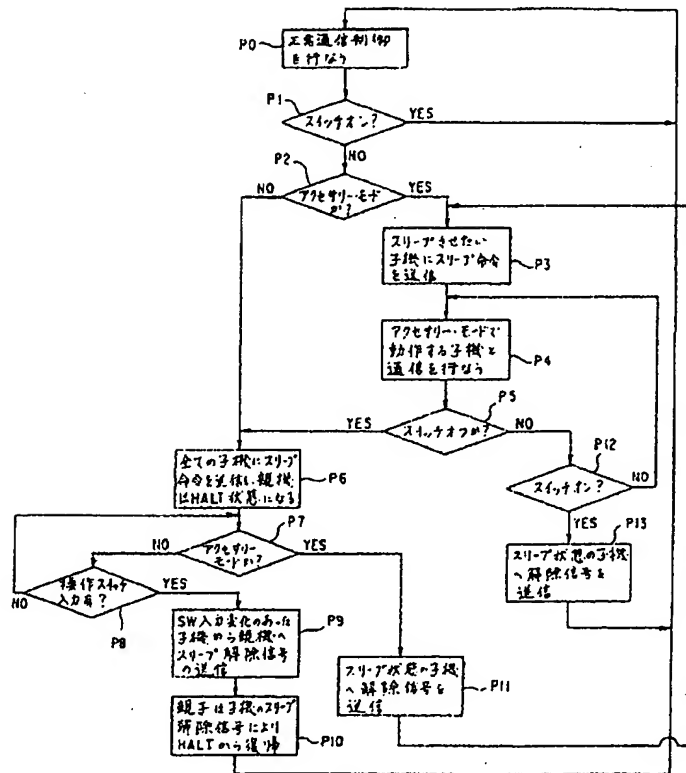 P0
正常通信制御
を行なう
P1
スイッチオン?
YES
NO
P2
NO
YES
アクセサリー・モード
か?
スリープさせたい
子機にスリープ命令
を送信
P3
アクセサリー・モードで
動作する子機と
通信を行なう
P4
P5
YES
スイッチオフか?
NO
P12
スイッチオン?
NO
YES
全ての子機にスリープ
命令を送信し親機
はHALT状態になる
P6
P7
NO
アクセサリー
モードか?
YES
P13
スリープ状態の子機
へ解除信号を
送信
NO
操作スイッチ
入力有?
YES
P8
SW入力変化のあった
子機から親機へ
スリープ解除信号
の送信
P9
スリープ状態の子機
へ解除信号を
送信
P11
親子は子機のスリープ
解除信号により
HALTから復帰
P10